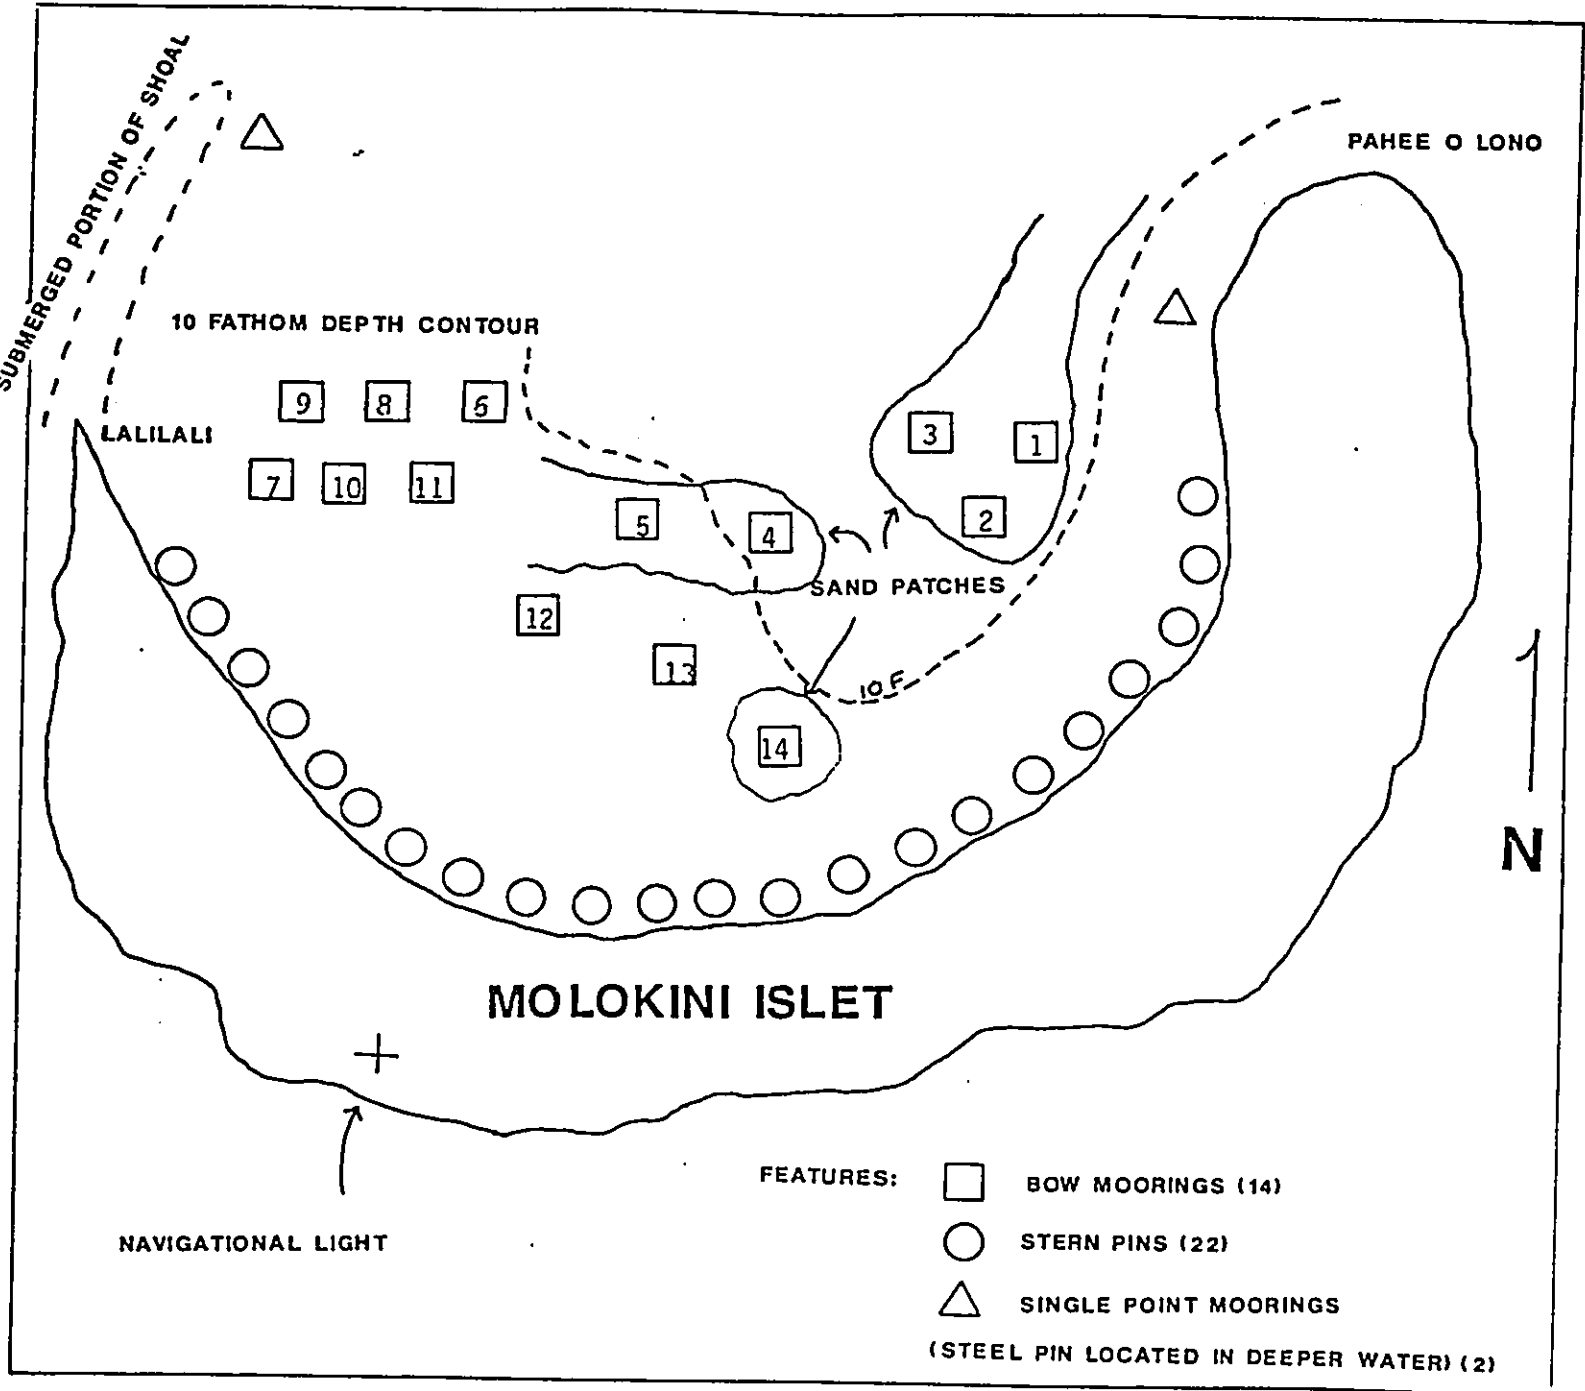 SUBMERGED PORTION OF SHOAL
PAHEE O LONO
10 FATHOM DEPTH CONTOUR
9
8
6
LALILALI
7
10
11
3
1
2
5
4
SAND PATCHES
12
13
10 F
14
N
MOLOKINI ISLET
NAVIGATIONAL LIGHT
FEATURES:
BOW MOORINGS (14)
STERN PINS (22)
SINGLE POINT MOORINGS
(STEEL PIN LOCATED IN DEEPER WATER) (2)